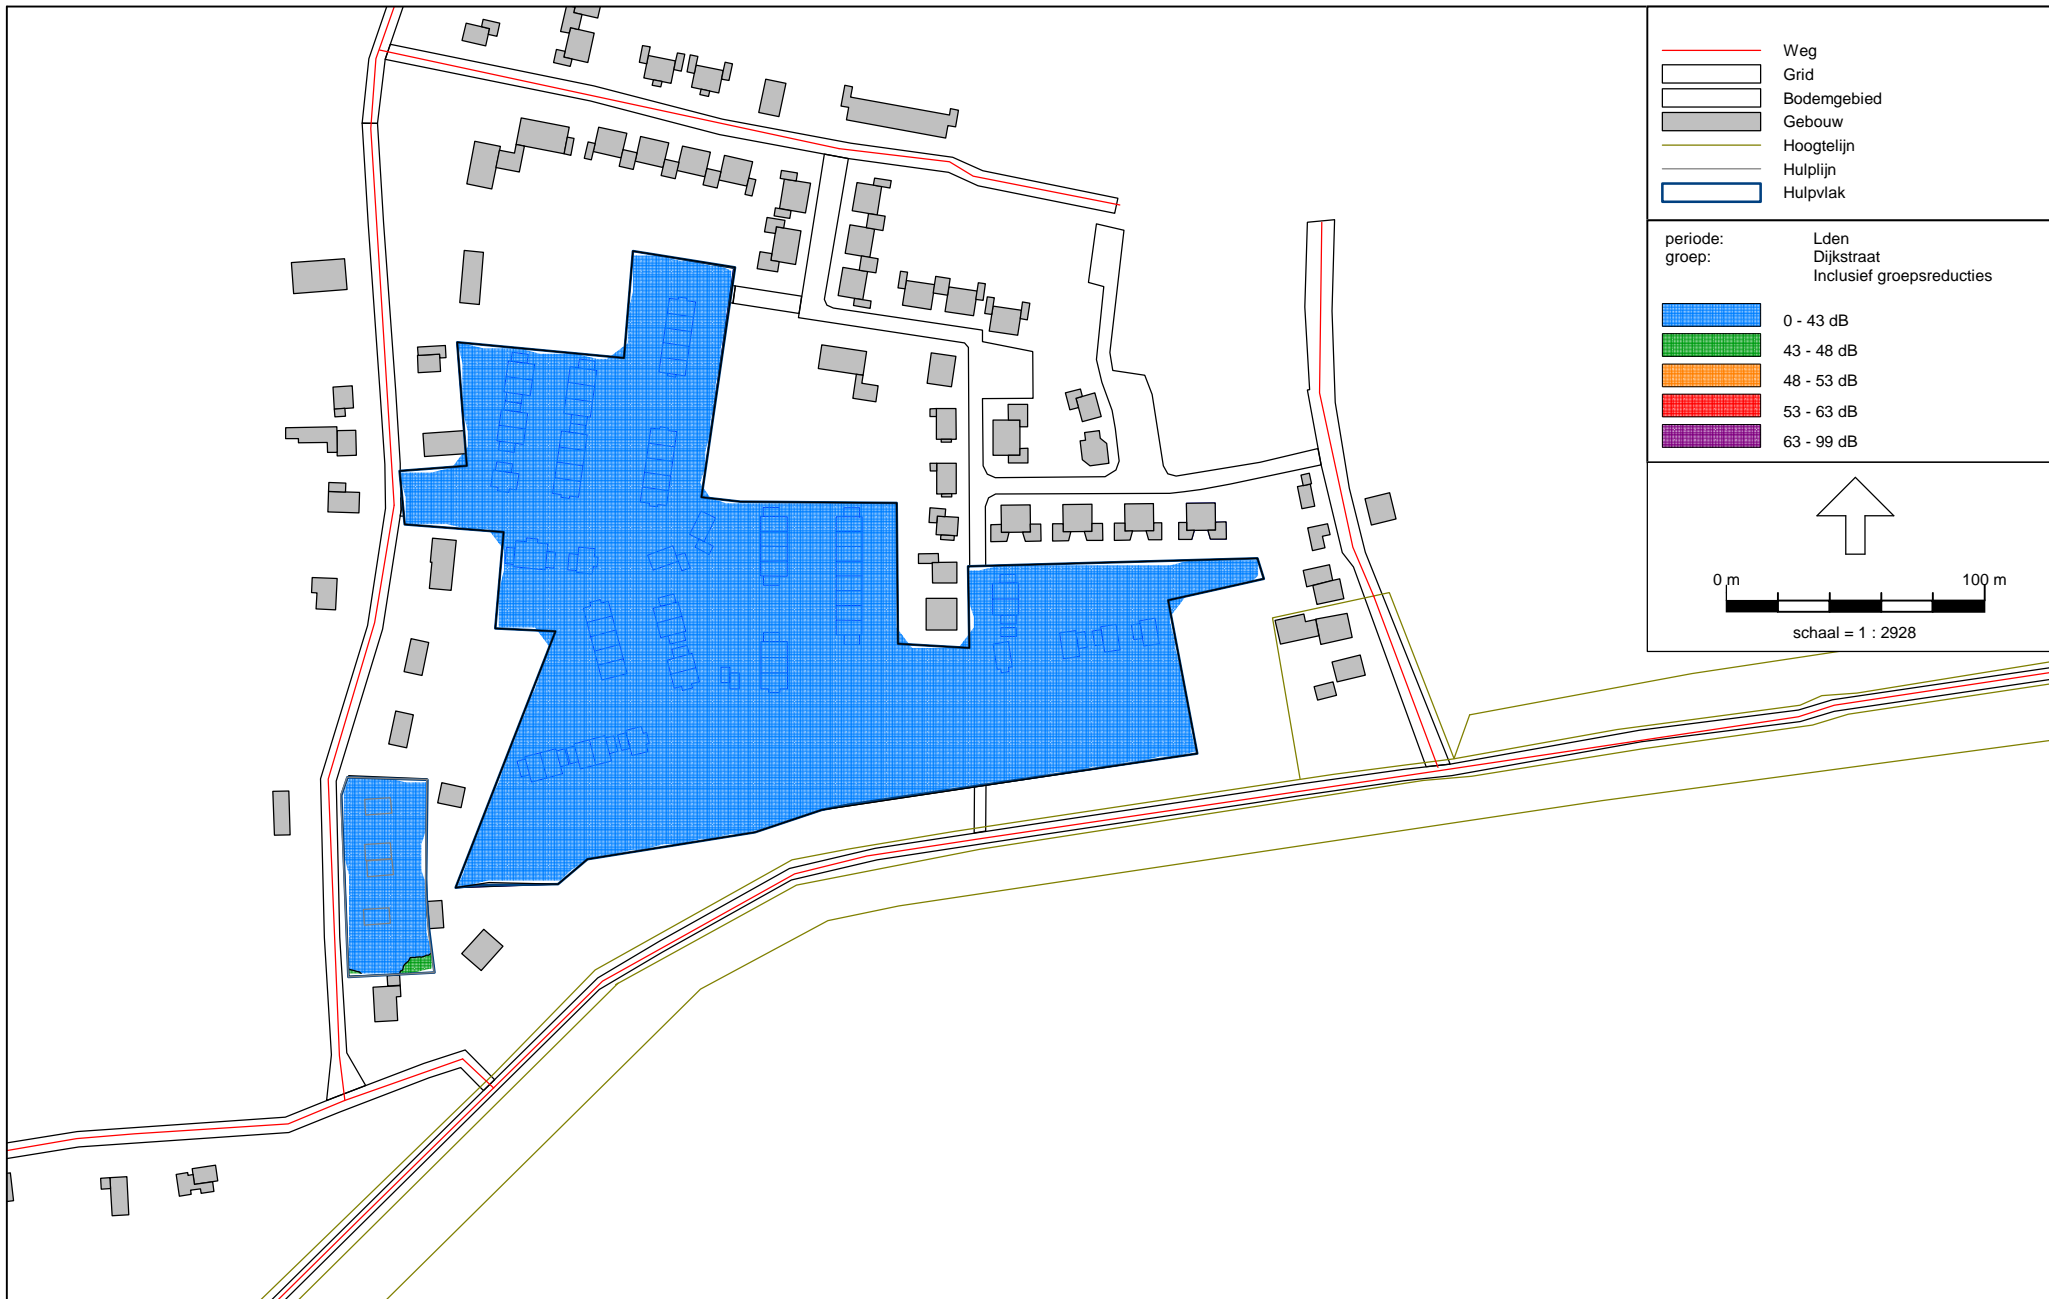 Weg
Grid
Bodemgebied
Gebouw
Hoogtelijn
Hulplijn
Hulpvlak
periode: Lden
groep: Dijkstraat
Inclusief groepsreducties
0 - 43 dB
43 - 48 dB
48 - 53 dB
53 - 63 dB
63 - 99 dB
0 m 100 m
schaal = 1 : 2928